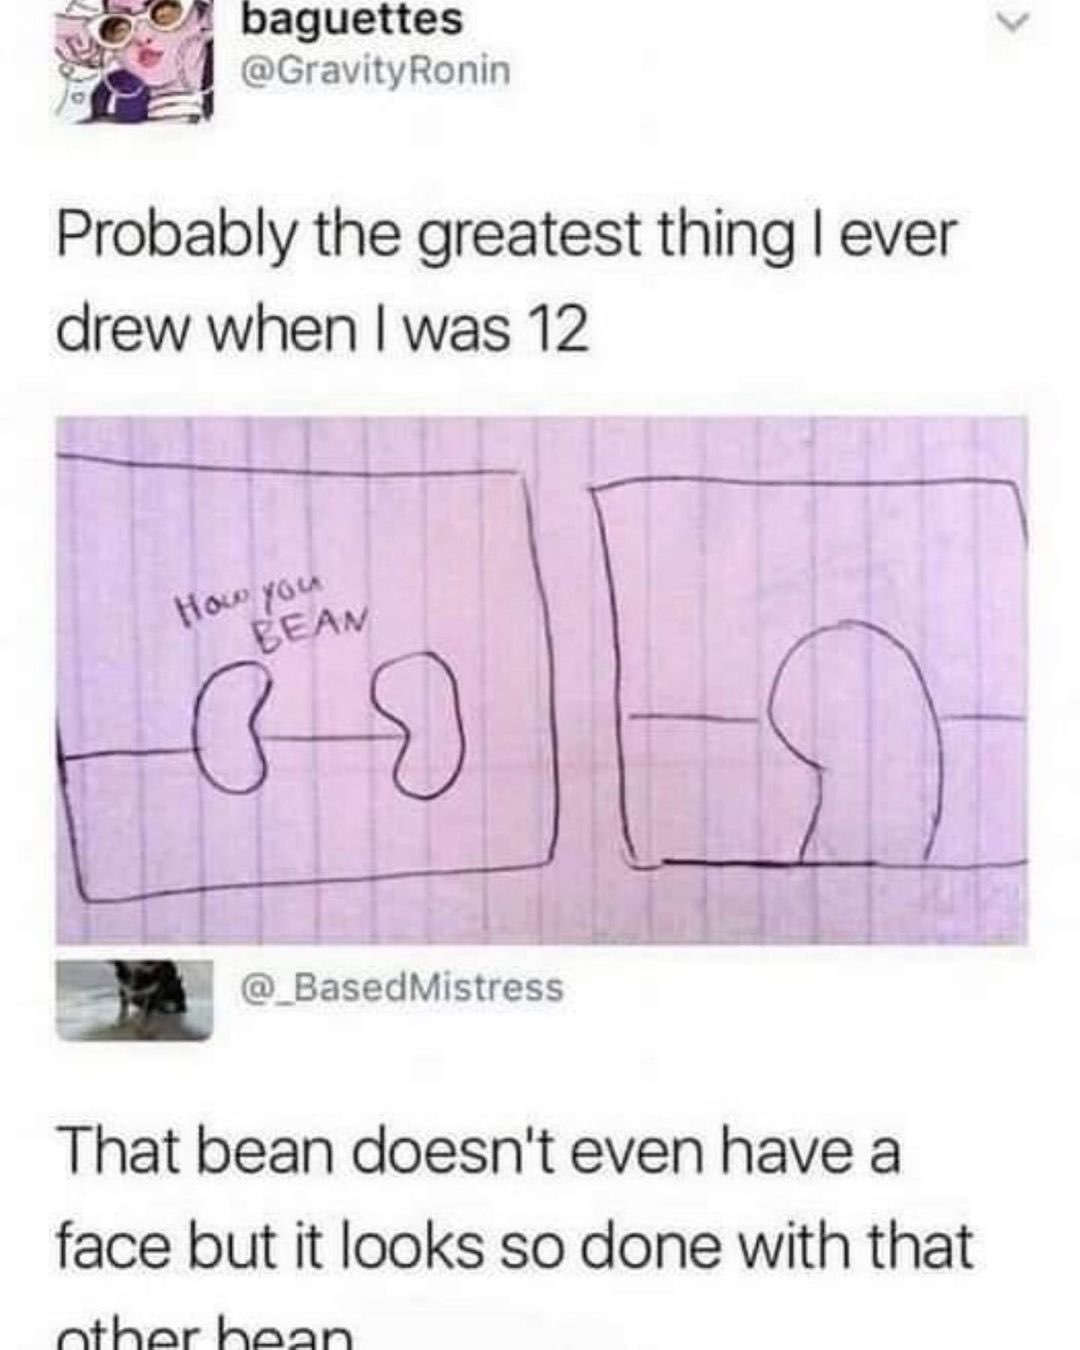 baguettes
@GravityRonin
Probably the greatest thing I ever
drew when I was 12
How you
BEAN
@_BasedMistress
That bean doesn't even have a
face but it looks so done with that
other bean